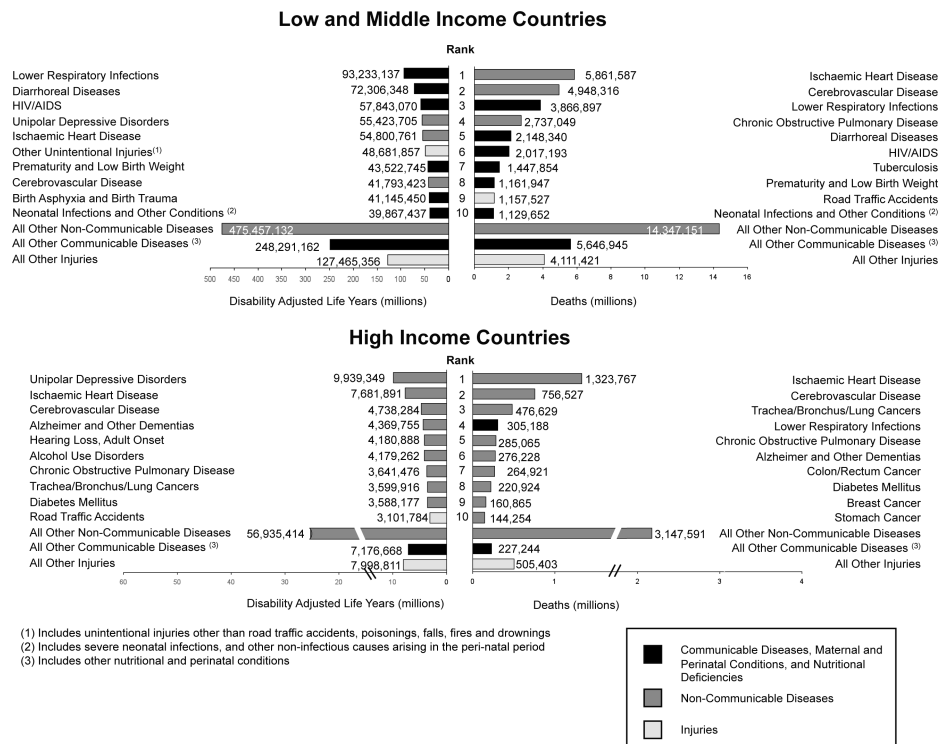 Low and Middle Income Countries
Rank
Lower Respiratory Infections 93,233,137 1 5,861,587 Ischaemic Heart Disease
Diarrhoreal Diseases 72,306,348 2 4,948,316 Cerebrovascular Disease
HIV/AIDS 57,843,070 3 3,866,897 Lower Respiratory Infections
Unipolar Depressive Disorders 55,423,705 4 2,737,049 Chronic Obstructive Pulmonary Disease
Ischaemic Heart Disease 54,800,761 5 2,148,340 Diarrhoreal Diseases
Other Unintentional Injuries(1) 48,681,857 6 2,017,193 HIV/AIDS
Prematurity and Low Birth Weight 43,522,745 7 1,447,854 Tuberculosis
Cerebrovascular Disease 41,793,423 8 1,161,947 Prematurity and Low Birth Weight
Birth Asphyxia and Birth Trauma 41,145,450 9 1,157,527 Road Traffic Accidents
Neonatal Infections and Other Conditions (2) 39,867,437 10 1,129,652 Neonatal Infections and Other Conditions (2)
All Other Non-Communicable Diseases 475,457,132 14,347,151 All Other Non-Communicable Diseases
All Other Communicable Diseases (3) 248,291,162 5,646,945 All Other Communicable Diseases (3)
All Other Injuries 127,465,356 4,111,421 All Other Injuries
500 450 400 350 300 250 200 150 100 50 0 0 2 4 6 8 10 12 14 16
Disability Adjusted Life Years (millions) Deaths (millions)
High Income Countries
Rank
Unipolar Depressive Disorders 9,939,349 1 1,323,767 Ischaemic Heart Disease
Ischaemic Heart Disease 7,681,891 2 756,527 Cerebrovascular Disease
Cerebrovascular Disease 4,738,284 3 476,629 Trachea/Bronchus/Lung Cancers
Alzheimer and Other Dementias 4,369,755 4 305,188 Lower Respiratory Infections
Hearing Loss, Adult Onset 4,180,888 5 285,065 Chronic Obstructive Pulmonary Disease
Alcohol Use Disorders 4,179,262 6 276,228 Alzheimer and Other Dementias
Chronic Obstructive Pulmonary Disease 3,641,476 7 264,921 Colon/Rectum Cancer
Trachea/Bronchus/Lung Cancers 3,599,916 8 220,924 Diabetes Mellitus
Diabetes Mellitus 3,588,177 9 160,865 Breast Cancer
Road Traffic Accidents 3,101,784 10 144,254 Stomach Cancer
All Other Non-Communicable Diseases 56,935,414 3,147,591 All Other Non-Communicable Diseases
All Other Communicable Diseases (3) 7,176,668 227,244 All Other Communicable Diseases (3)
All Other Injuries 7,998,811 505,403 All Other Injuries
60 50 40 30 20 10 0 0 1 2 3 4
Disability Adjusted Life Years (millions) Deaths (millions)
(1) Includes unintentional injuries other than road traffic accidents, poisonings, falls, fires and drownings
(2) Includes severe neonatal infections, and other non-infectious causes arising in the peri-natal period
(3) Includes other nutritional and perinatal conditions
Communicable Diseases, Maternal and
Perinatal Conditions, and Nutritional
Deficiencies
Non-Communicable Diseases
Injuries